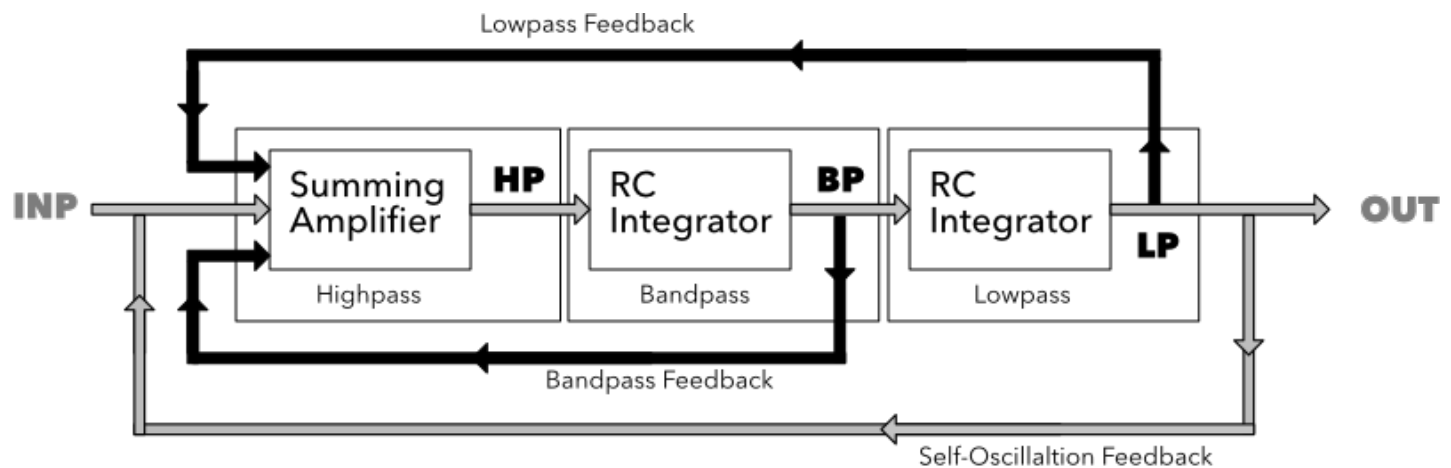 Lowpass Feedback
INP
Summing
Amplifier
HP
RC
Integrator
BP
RC
Integrator
LP
OUT
Highpass
Bandpass
Lowpass
Bandpass Feedback
Self-Oscillaltion Feedback